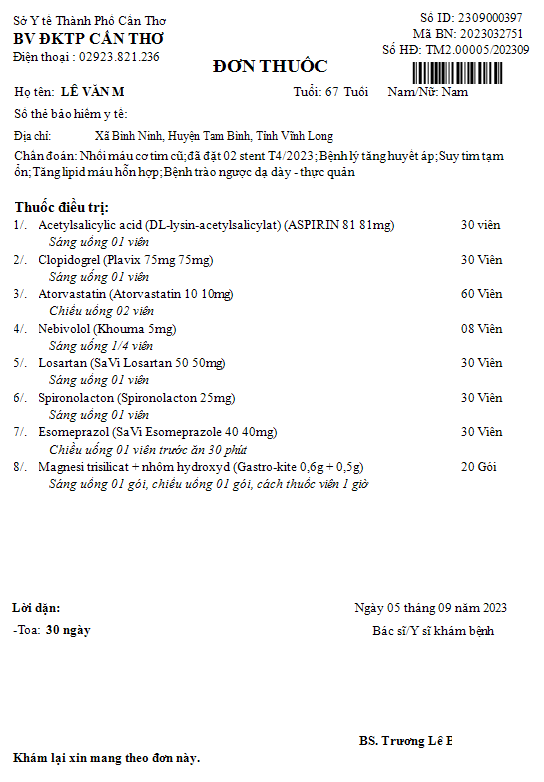 Sở Y tế Thành Phố Cần Thơ
BV ĐKTP CẦN THƠ
Điện thoại : 02923.821.236
Số ID: 2309000397
Mã BN: 2023032751
Số HĐ: TM2.00005/202309
ĐƠN THUỐC
Họ tên: LÊ VĂN M Tuổi: 67 Tuổi Nam/Nữ: Nam
Số thẻ bảo hiểm y tế:
Địa chỉ: Xã Bình Ninh, Huyện Tam Bình, Tỉnh Vĩnh Long
Chẩn đoán: Nhồi máu cơ tim cũ;đã đặt 02 stent T4/2023;Bệnh lý tăng huyết áp;Suy tim tạm
ổn;Tăng lipid máu hỗn hợp;Bệnh trào ngược dạ dày - thực quản
Thuốc điều trị:
1/. Acetylsalicylic acid (DL-lysin-acetylsalicylat) (ASPIRIN 81 81mg) 30 viên
Sáng uống 01 viên
2/. Clopidogrel (Plavix 75mg 75mg) 30 Viên
Sáng uống 01 viên
3/. Atorvastatin (Atorvastatin 10 10mg) 60 Viên
Chiều uống 02 viên
4/. Nebivolol (Khouma 5mg) 08 Viên
Sáng uống 1/4 viên
5/. Losartan (SaVi Losartan 50 50mg) 30 Viên
Sáng uống 01 viên
6/. Spironolacton (Spironolacton 25mg) 30 Viên
Sáng uống 01 viên
7/. Esomeprazol (SaVi Esomeprazole 40 40mg) 30 Viên
Chiều uống 01 viên trước ăn 30 phút
8/. Magnesi trisilicat + nhôm hydroxyd (Gastro-kite 0,6g + 0,5g) 20 Gói
Sáng uống 01 gói, chiều uống 01 gói, cách thuốc viên 1 giờ
Lời dặn: Ngày 05 tháng 09 năm 2023
-Toa: 30 ngày Bác sĩ/Y sĩ khám bệnh
BS. Trương Lê
Khám lại xin mang theo đơn này.